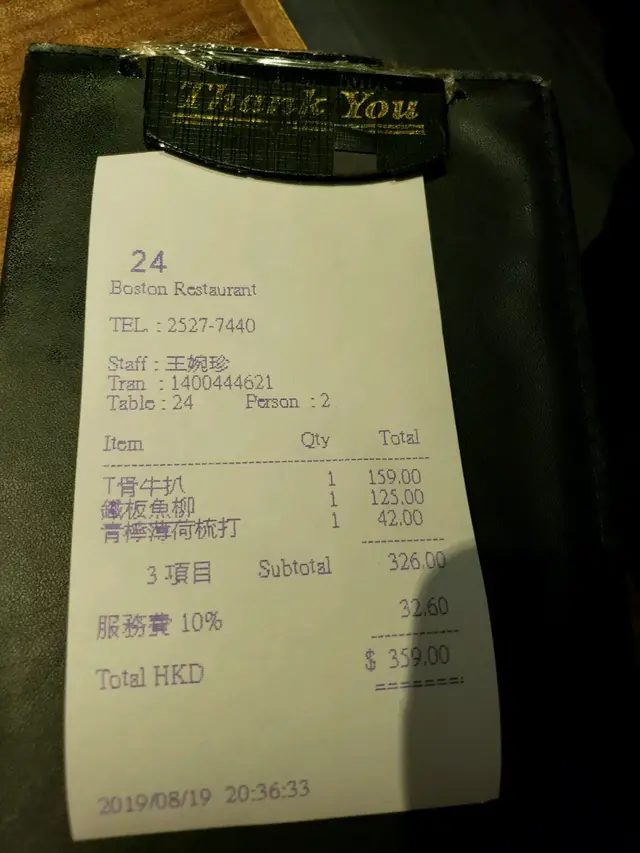 Thank You
24
Boston Restaurant
TEL. : 2527-7440
Staff : 王婉珍
Tran : 1400444621
Table : 24 Person : 2
Item Qty Total
T骨牛扒 1 159.00
鐵板魚柳 1 125.00
青檸薄荷梳打 1 42.00
3 項目 Subtotal 326.00
服務費 10% 32.60
Total HKD $ 359.00
2019/08/19 20:36:33